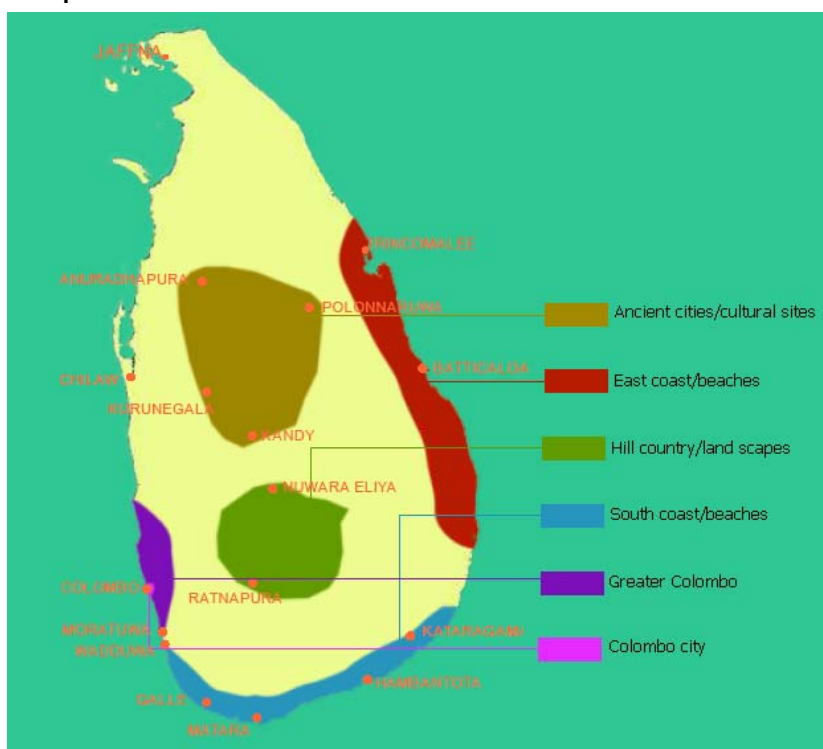 JAFFNA
TRINCOMALEE
ANURADHAPURA
POLONNARUWA
Ancient cities/cultural sites
BATTICALOA
CHILAW
East coast/beaches
KURUNEGALA
KANDY
Hill country/land scapes
NUWARA ELIYA
South coast/beaches
Greater Colombo
COLOMBO
RATNAPURA
MORATUWA
KATARAGAMA
WADDUWA
Colombo city
HAMBANTOTA
GALLE
MATARA